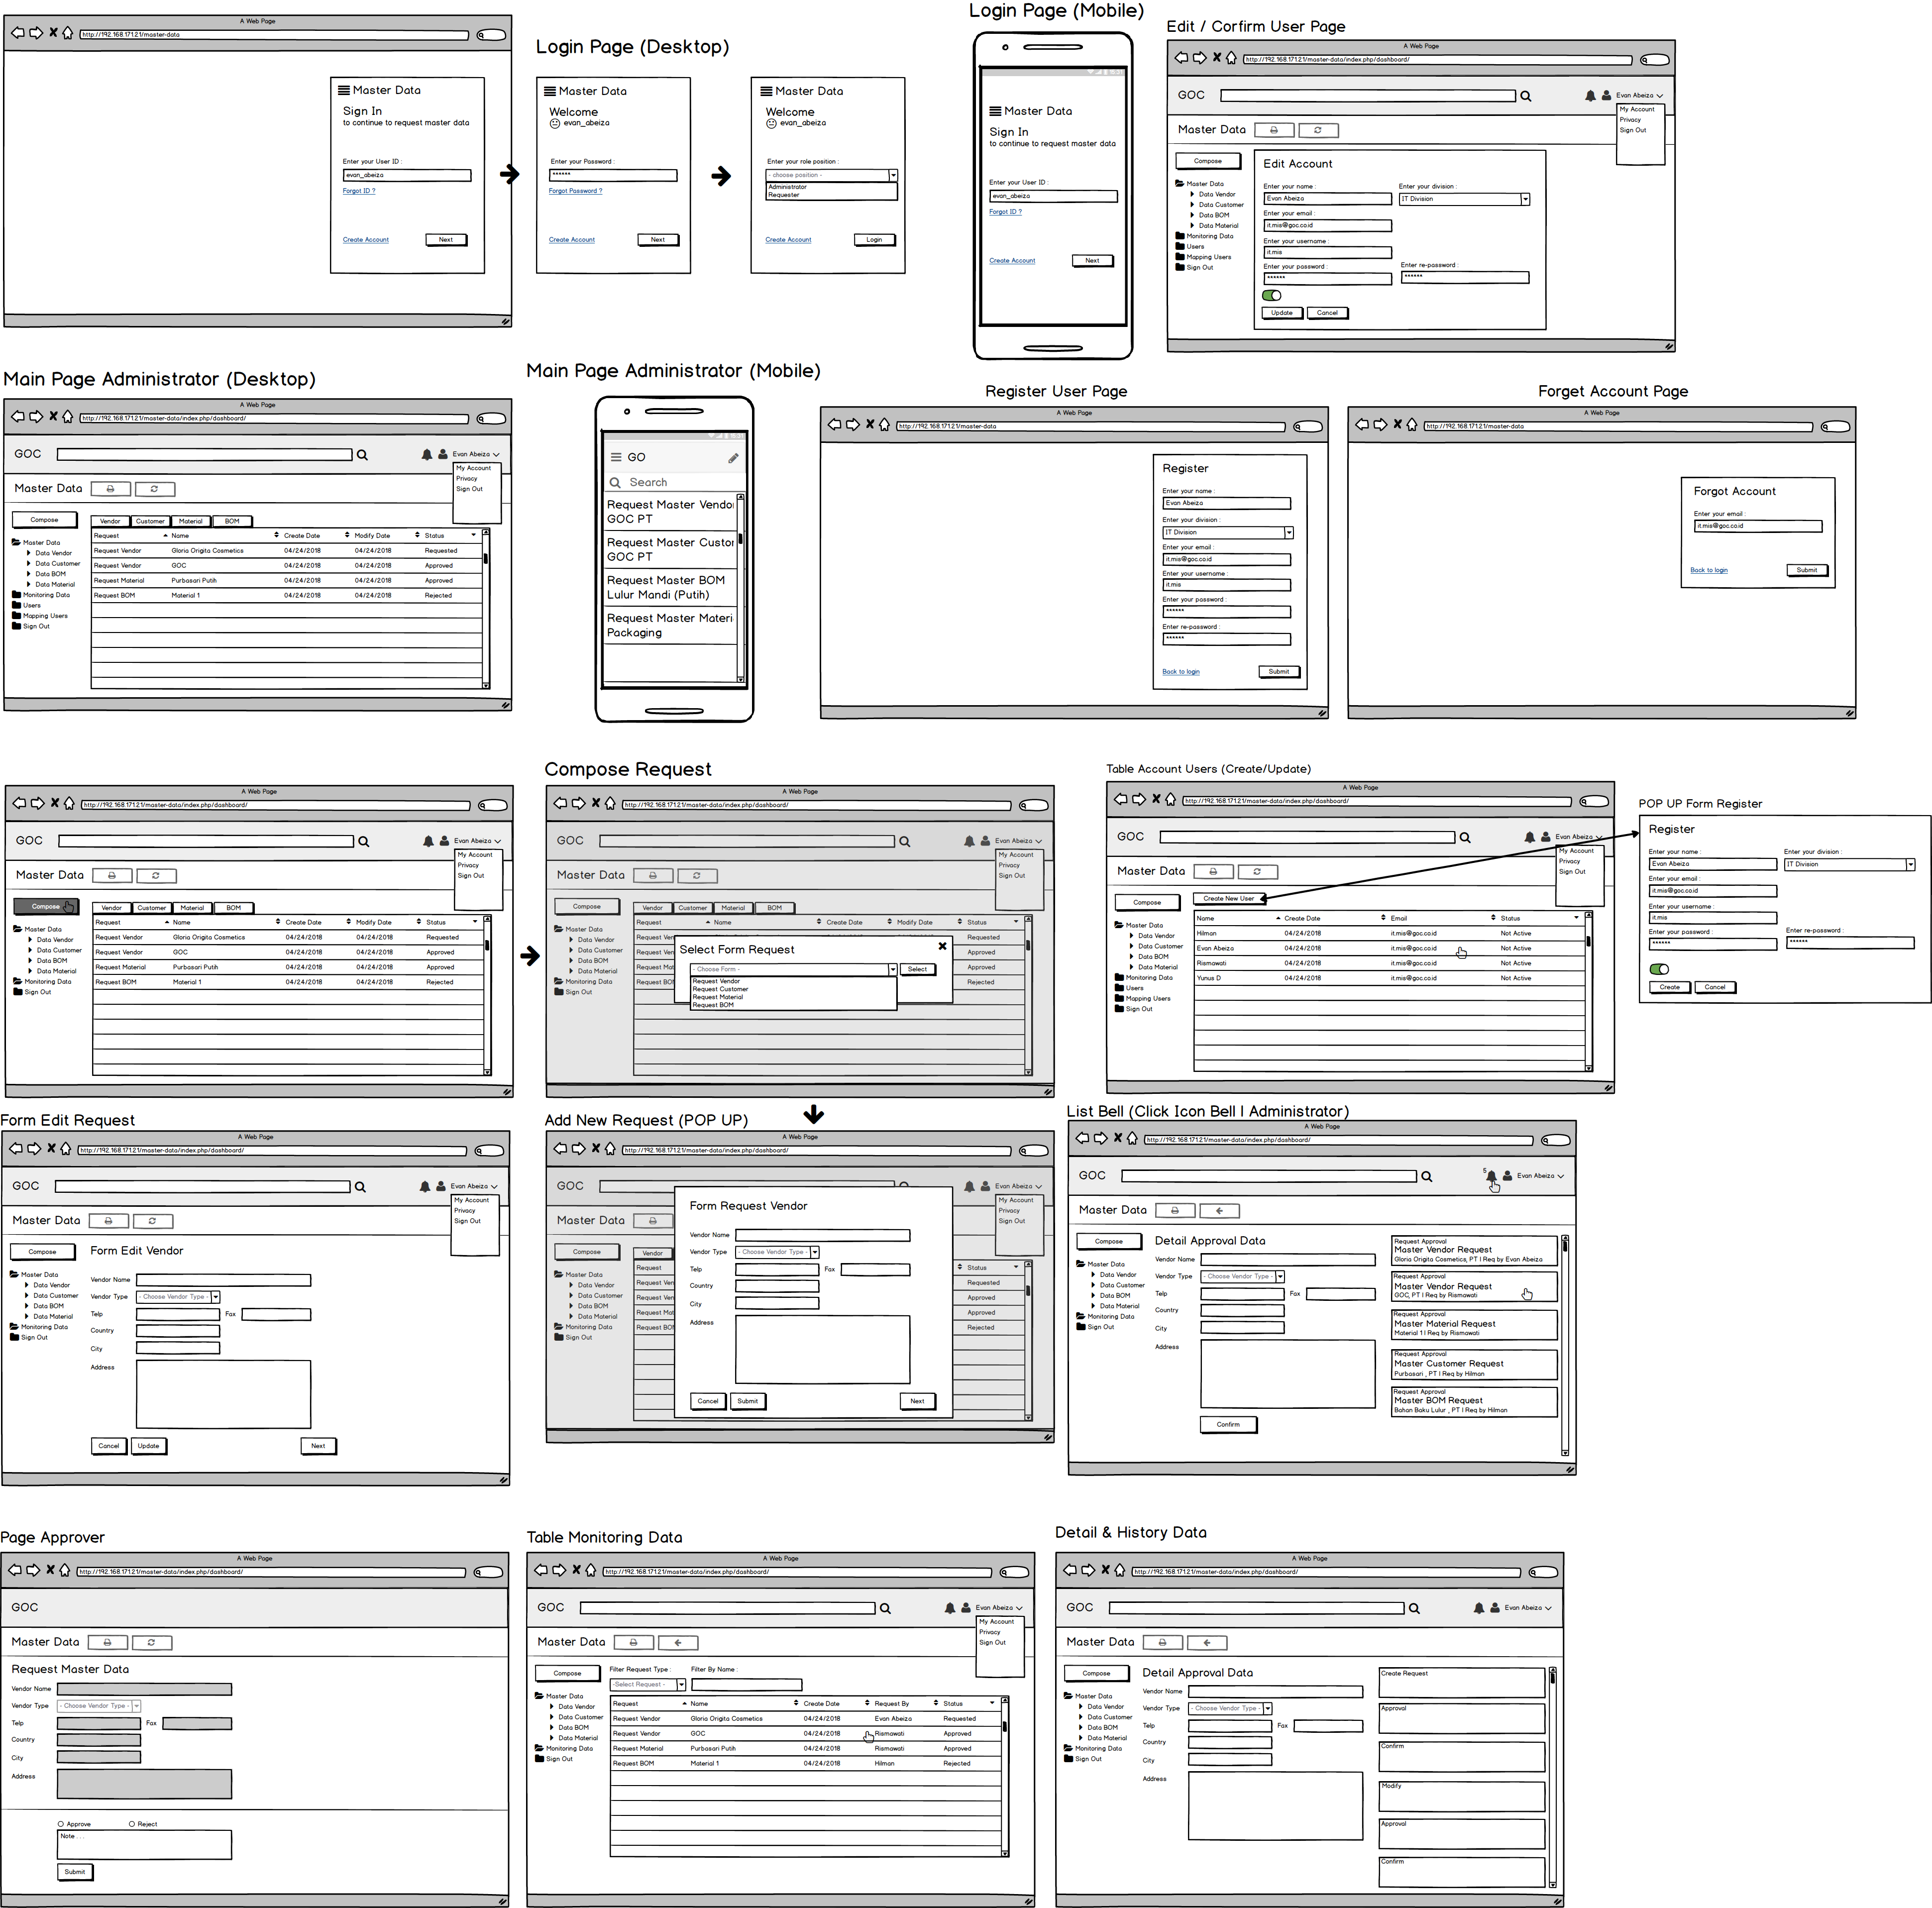 A Web Page
http://192.168.171.21/master-data
Master Data
Sign In
to continue to request master data
Enter your User ID :
evan_abeiza
Forgot ID ?
Create Account
Next
Login Page (Desktop)
Master Data
Welcome
evan_abeiza
Enter your Password :
******
Forgot Password ?
Create Account
Next
Master Data
Welcome
evan_abeiza
Enter your role position :
- choose position -
Administrator
Requester
Create Account
Login
Login Page (Mobile)
Master Data
Sign In
to continue to request master data
Enter your User ID :
evan_abeiza
Forgot ID ?
Create Account
Next
Edit / Confirm User Page
A Web Page
http://192.168.171.21/master-data/index.php/dashboard/
GOC
Evan Abeiza
My Account
Privacy
Sign Out
Master Data
Compose
Master Data
Data Vendor
Data Customer
Data BOM
Data Material
Monitoring Data
Users
Mapping Users
Sign Out
Edit Account
Enter your name :
Evan Abeiza
Enter your division :
IT Division
Enter your email :
it.mis@goc.co.id
Enter your username :
it.mis
Enter your password :
******
Enter re-password :
******
Update
Cancel
Main Page Administrator (Desktop)
A Web Page
http://192.168.171.21/master-data/index.php/dashboard/
GOC
Evan Abeiza
My Account
Privacy
Sign Out
Master Data
Compose
Master Data
Data Vendor
Data Customer
Data BOM
Data Material
Monitoring Data
Users
Mapping Users
Sign Out
Vendor Customer Material BOM
Request Name Create Date Modify Date Status
Request Vendor Gloria Origita Cosmetics 04/24/2018 04/24/2018 Requested
Request Vendor GOC 04/24/2018 04/24/2018 Approved
Request Material Purbasari Putih 04/24/2018 04/24/2018 Approved
Request BOM Material 1 04/24/2018 04/24/2018 Rejected
Main Page Administrator (Mobile)
GO
Search
Request Master Vendo
GOC PT
Request Master Custor
GOC PT
Request Master BOM
Lulur Mandi (Putih)
Request Master Materi
Packaging
Register User Page
A Web Page
http://192.168.171.21/master-data
Register
Enter your name :
Evan Abeiza
Enter your division :
IT Division
Enter your email :
it.mis@goc.co.id
Enter your username :
it.mis
Enter your password :
******
Enter re-password :
******
Back to login
Submit
Forget Account Page
A Web Page
http://192.168.171.21/master-data
Forgot Account
Enter your email :
it.mis@goc.co.id
Back to login
Submit
A Web Page
http://192.168.171.21/master-data/index.php/dashboard/
GOC
Evan Abeiza
My Account
Privacy
Sign Out
Master Data
Compose
Master Data
Data Vendor
Data Customer
Data BOM
Data Material
Monitoring Data
Sign Out
Vendor Customer Material BOM
Request Name Create Date Modify Date Status
Request Vendor Gloria Origita Cosmetics 04/24/2018 04/24/2018 Requested
Request Vendor GOC 04/24/2018 04/24/2018 Approved
Request Material Purbasari Putih 04/24/2018 04/24/2018 Approved
Request BOM Material 1 04/24/2018 04/24/2018 Rejected
Compose Request
A Web Page
http://192.168.171.21/master-data/index.php/dashboard/
GOC
Evan Abeiza
My Account
Privacy
Sign Out
Master Data
Compose
Master Data
Data Vendor
Data Customer
Data BOM
Data Material
Monitoring Data
Sign Out
Vendor Customer Material BOM
Request Name Create Date Modify Date Status
Request Ven Requested
Request Ven Approved
Request Mat Approved
Request BO Rejected
Select Form Request
- Choose Form -
Select
Request Vendor
Request Customer
Request Material
Request BOM
Table Account Users (Create/Update)
A Web Page
http://192.168.171.21/master-data/index.php/dashboard/
GOC
Evan Abeiza
My Account
Privacy
Sign Out
Master Data
Compose
Master Data
Data Vendor
Data Customer
Data BOM
Data Material
Monitoring Data
Users
Mapping Users
Sign Out
Create New User
Name Create Date Email Status
Hilman 04/24/2018 it.mis@goc.co.id Not Active
Evan Abeiza 04/24/2018 it.mis@goc.co.id Not Active
Rismawati 04/24/2018 it.mis@goc.co.id Not Active
Yunus D 04/24/2018 it.mis@goc.co.id Not Active
POP UP Form Register
Register
Enter your name :
Evan Abeiza
Enter your division :
IT Division
Enter your email :
it.mis@goc.co.id
Enter your username :
it.mis
Enter your password :
******
Enter re-password :
******
Create
Cancel
Form Edit Request
A Web Page
http://192.168.171.21/master-data/index.php/dashboard/
GOC
Evan Abeiza
My Account
Privacy
Sign Out
Master Data
Compose
Master Data
Data Vendor
Data Customer
Data BOM
Data Material
Monitoring Data
Sign Out
Form Edit Vendor
Vendor Name
Vendor Type - Choose Vendor Type -
Telp Fax
Country
City
Address
Cancel
Update
Next
Add New Request (POP UP)
A Web Page
http://192.168.171.21/master-data/index.php/dashboard/
GOC
Evan Abeiza
My Account
Privacy
Sign Out
Master Data
Compose
Master Data
Data Vendor
Data Customer
Data BOM
Data Material
Monitoring Data
Sign Out
Vendor
Request Status
Request Ven Requested
Request Ven Approved
Request Mat Approved
Request BO Rejected
Form Request Vendor
Vendor Name
Vendor Type - Choose Vendor Type -
Telp Fax
Country
City
Address
Cancel
Submit
Next
List Bell (Click Icon Bell | Administrator)
A Web Page
http://192.168.171.21/master-data/index.php/dashboard/
GOC
5
Evan Abeiza
Master Data
Compose
Master Data
Data Vendor
Data Customer
Data BOM
Data Material
Monitoring Data
Sign Out
Detail Approval Data
Vendor Name
Vendor Type - Choose Vendor Type -
Telp Fax
Country
City
Address
Confirm
Request Approval
Master Vendor Request
Gloria Origita Cosmetics, PT | Req by Evan Abeiza
Request Approval
Master Vendor Request
GOC, PT | Req by Rismawati
Request Approval
Master Material Request
Material 1 | Req by Rismawati
Request Approval
Master Customer Request
Purbasari , PT | Req by Hilman
Request Approval
Master BOM Request
Bahan Baku Lulur , PT | Req by Hilman
Page Approver
A Web Page
http://192.168.171.21/master-data/index.php/dashboard/
GOC
Master Data
Request Master Data
Vendor Name
Vendor Type - Choose Vendor Type -
Telp Fax
Country
City
Address
Approve Reject
Note . . .
Submit
Table Monitoring Data
A Web Page
http://192.168.171.21/master-data/index.php/dashboard/
GOC
Evan Abeiza
My Account
Privacy
Sign Out
Master Data
Compose
Master Data
Data Vendor
Data Customer
Data BOM
Data Material
Monitoring Data
Sign Out
Filter Request Type : Filter By Name :
-Select Request -
Request Name Create Date Request By Status
Request Vendor Gloria Origita Cosmetics 04/24/2018 Evan Abeiza Requested
Request Vendor GOC 04/24/2018 Rismawati Approved
Request Material Purbasari Putih 04/24/2018 Rismawati Approved
Request BOM Material 1 04/24/2018 Hilman Rejected
Detail & History Data
A Web Page
http://192.168.171.21/master-data/index.php/dashboard/
GOC
Evan Abeiza
Master Data
Compose
Master Data
Data Vendor
Data Customer
Data BOM
Data Material
Monitoring Data
Sign Out
Detail Approval Data
Vendor Name
Vendor Type - Choose Vendor Type -
Telp Fax
Country
City
Address
Create Request
Approval
Confirm
Modify
Approval
Confirm